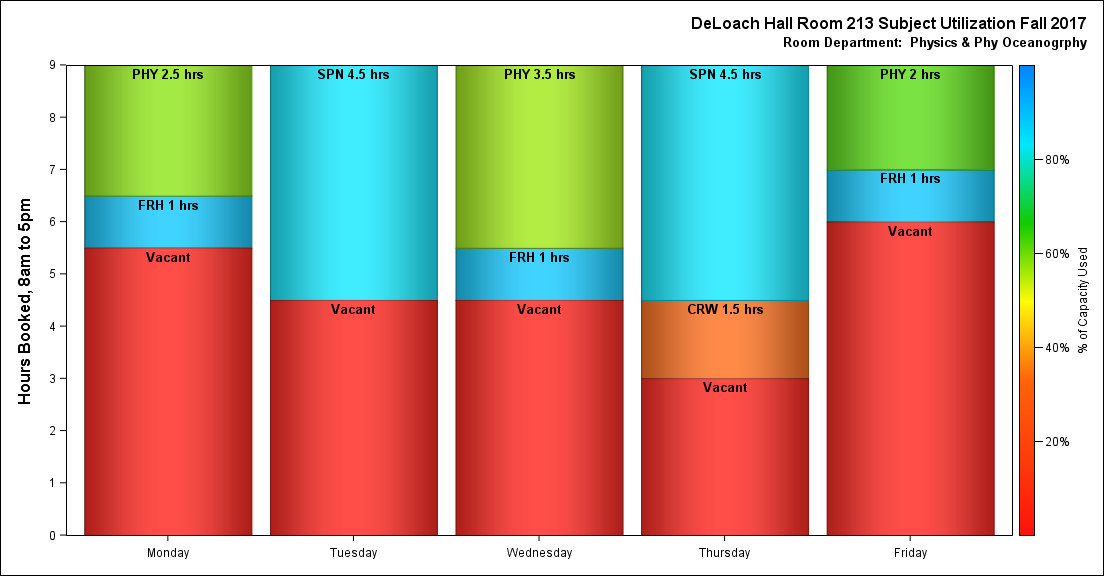 DeLoach Hall Room 213 Subject Utilization Fall 2017
Room Department:  Physics & Phy Oceanogrphy
Hours Booked, 8am to 5pm
9
8
7
6
5
4
3
2
1
0
PHY 2.5 hrs
FRH 1 hrs
Vacant
SPN 4.5 hrs
Vacant
PHY 3.5 hrs
FRH 1 hrs
Vacant
SPN 4.5 hrs
CRW 1.5 hrs
Vacant
PHY 2 hrs
FRH 1 hrs
Vacant
Monday
Tuesday
Wednesday
Thursday
Friday
80%
60%
40%
20%
% of Capacity Used